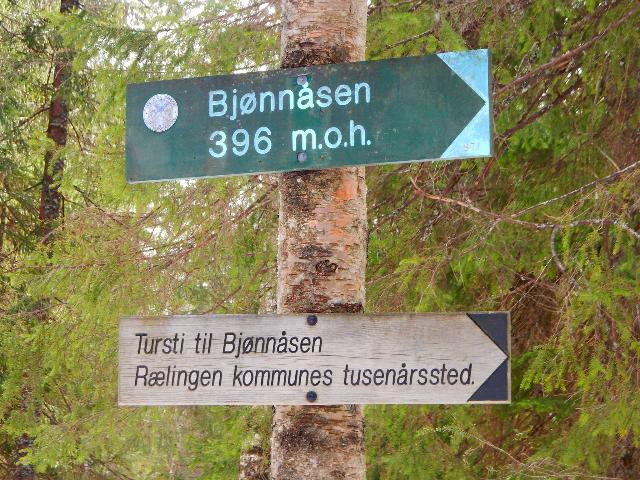 Bjønnåsen
396 m.o.h.
Tursti til Bjønnåsen
Rælingen kommunes tusenårssted.